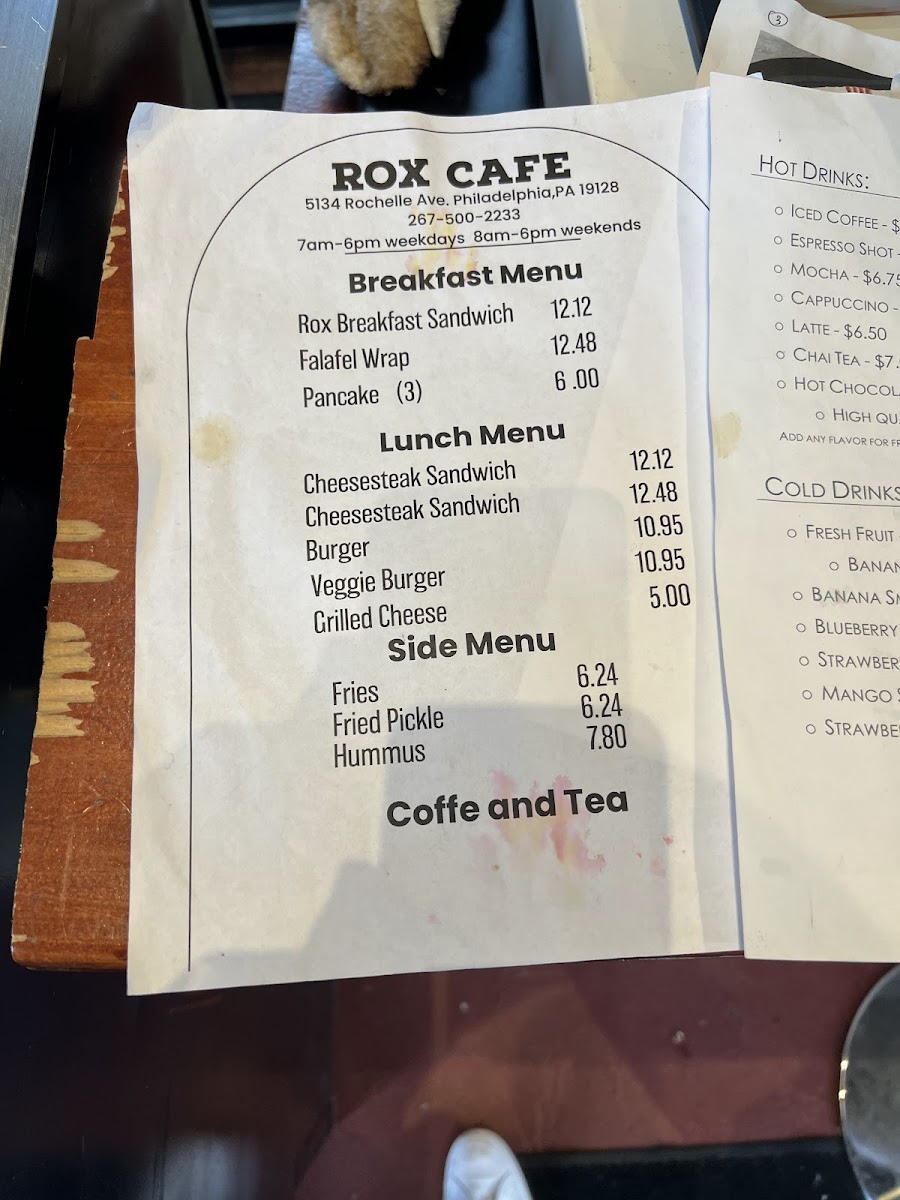 ROX CAFE
5134 Rochelle Ave. Philadelphia,PA 19128
267-500-2233
7am-6pm weekdays 8am-6pm weekends
Breakfast Menu
Rox Breakfast Sandwich 12.12
Falafel Wrap 12.48
Pancake (3) 6 .00
Lunch Menu
Cheesesteak Sandwich 12.12
Cheesesteak Sandwich 12.48
Burger 10.95
Veggie Burger 10.95
Grilled Cheese 5.00
Side Menu
Fries 6.24
Fried Pickle 6.24
Hummus 7.80
Coffe and Tea
3
HOT DRINKS:
ICED COFFEE - $
ESPRESSO SHOT -
MOCHA - $6.75
CAPPUCCINO -
LATTE - $6.50
CHAI TEA - $7.
HOT CHOCOL
HIGH QU
ADD ANY FLAVOR FOR FR
COLD DRINKS
FRESH FRUIT
BANAN
BANANA SM
BLUEBERRY
STRAWBER
MANGO S
STRAWBE